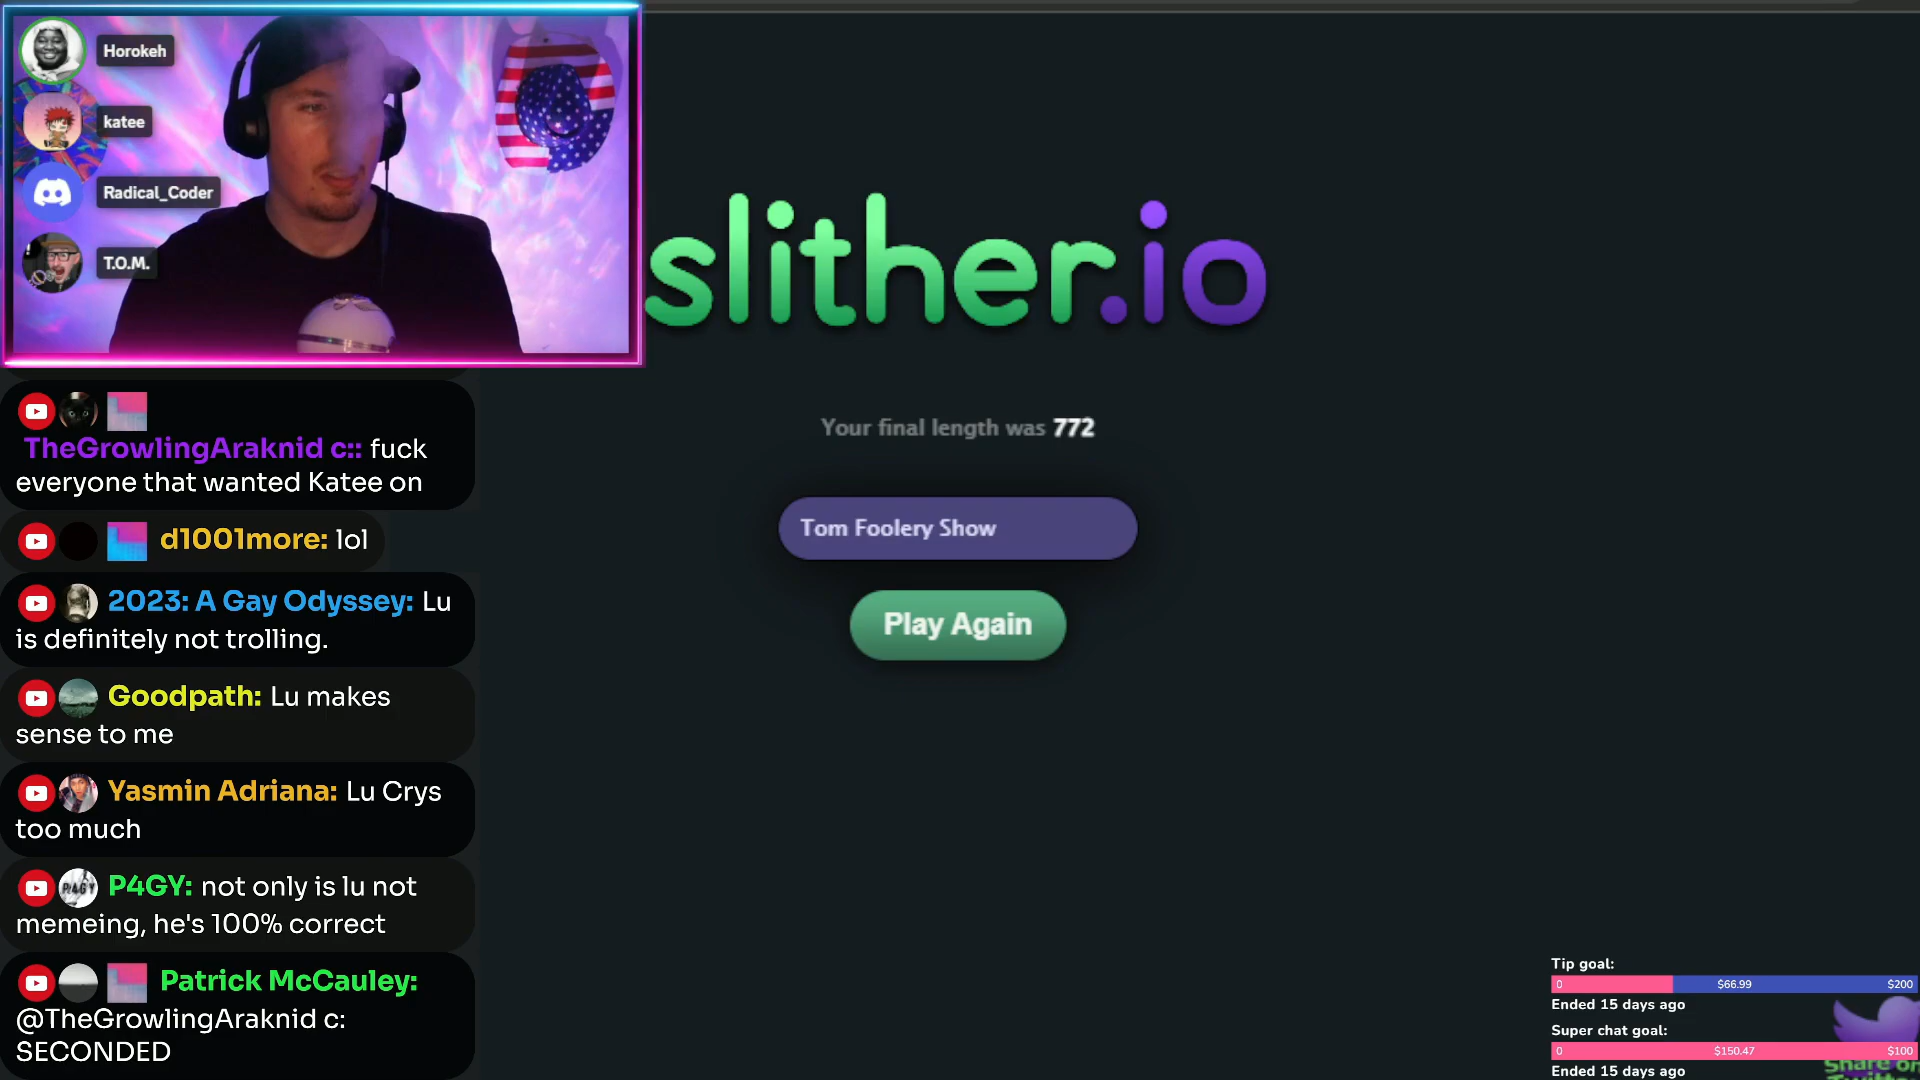 Horokeh
katee
Radical_Coder
T.O.M.
slither.io
Your final length was 772
Tom Foolery Show
Play Again
TheGrowlingAraknid c:: fuck
everyone that wanted Katee on
d1001more: lol
2023: A Gay Odyssey: Lu
is definitely not trolling.
Goodpath: Lu makes
sense to me
Yasmin Adriana: Lu Crys
too much
P4GY
P4GY: not only is lu not
memeing, he's 100% correct
Patrick McCauley:
@TheGrowlingAraknid c:
SECONDED
Tip goal:
0 $66.99 $200
Ended 15 days ago
Super chat goal:
0 $150.47 $100
Ended 15 days ago
Share on